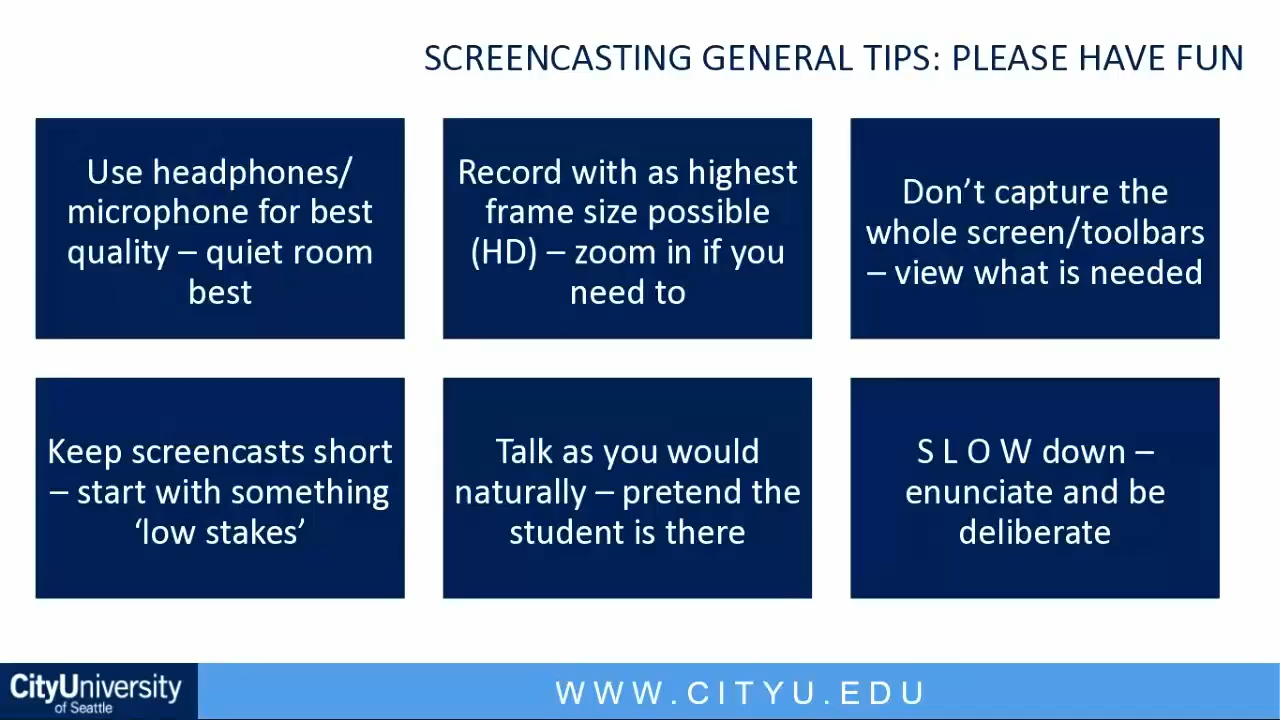 SCREENCASTING GENERAL TIPS: PLEASE HAVE FUN
Use headphones/
microphone for best
quality – quiet room
best
Record with as highest
frame size possible
(HD) – zoom in if you
need to
Don’t capture the
whole screen/toolbars
– view what is needed
Keep screencasts short
– start with something
‘low stakes’
Talk as you would
naturally – pretend the
student is there
S L O W down –
enunciate and be
deliberate
CityUniversity
of Seattle
WWW.CITYU.EDU